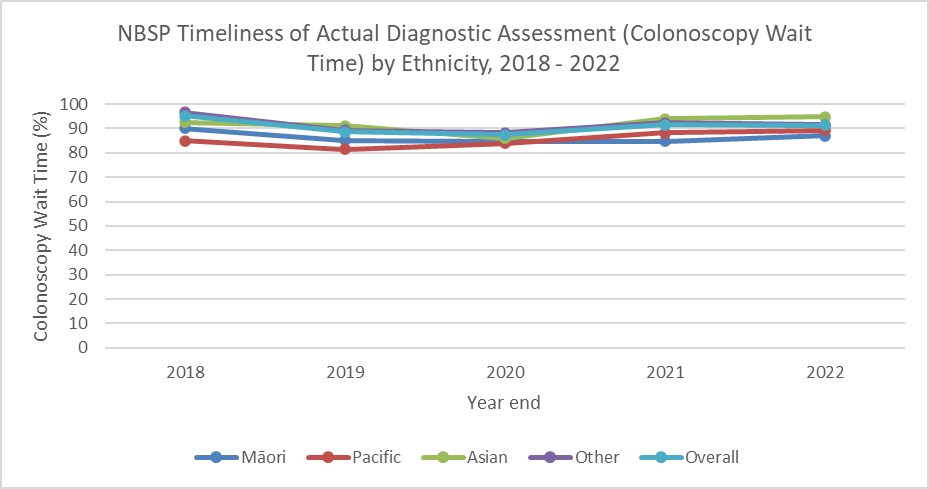 NBSP Timeliness of Actual Diagnostic Assessment (Colonoscopy Wait
Time) by Ethnicity, 2018 - 2022
Colonoscopy Wait Time (%)
100
90
80
70
60
50
40
30
20
10
0
2018 2019 2020 2021 2022
Year end
Māori Pacific Asian Other Overall